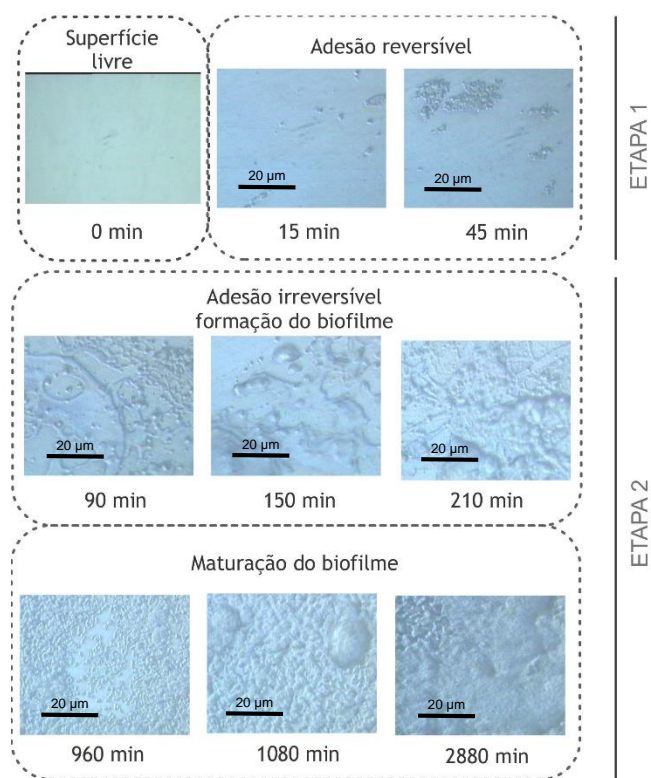 Superfície
livre
0 min
Adesão reversível
20 µm
20 µm
15 min
45 min
ETAPA 1
Adesão irreversível
formação do biofilme
20 µm
20 µm
20 µm
90 min
150 min
210 min
Maturação do biofilme
20 µm
20 µm
20 µm
960 min
1080 min
2880 min
ETAPA 2